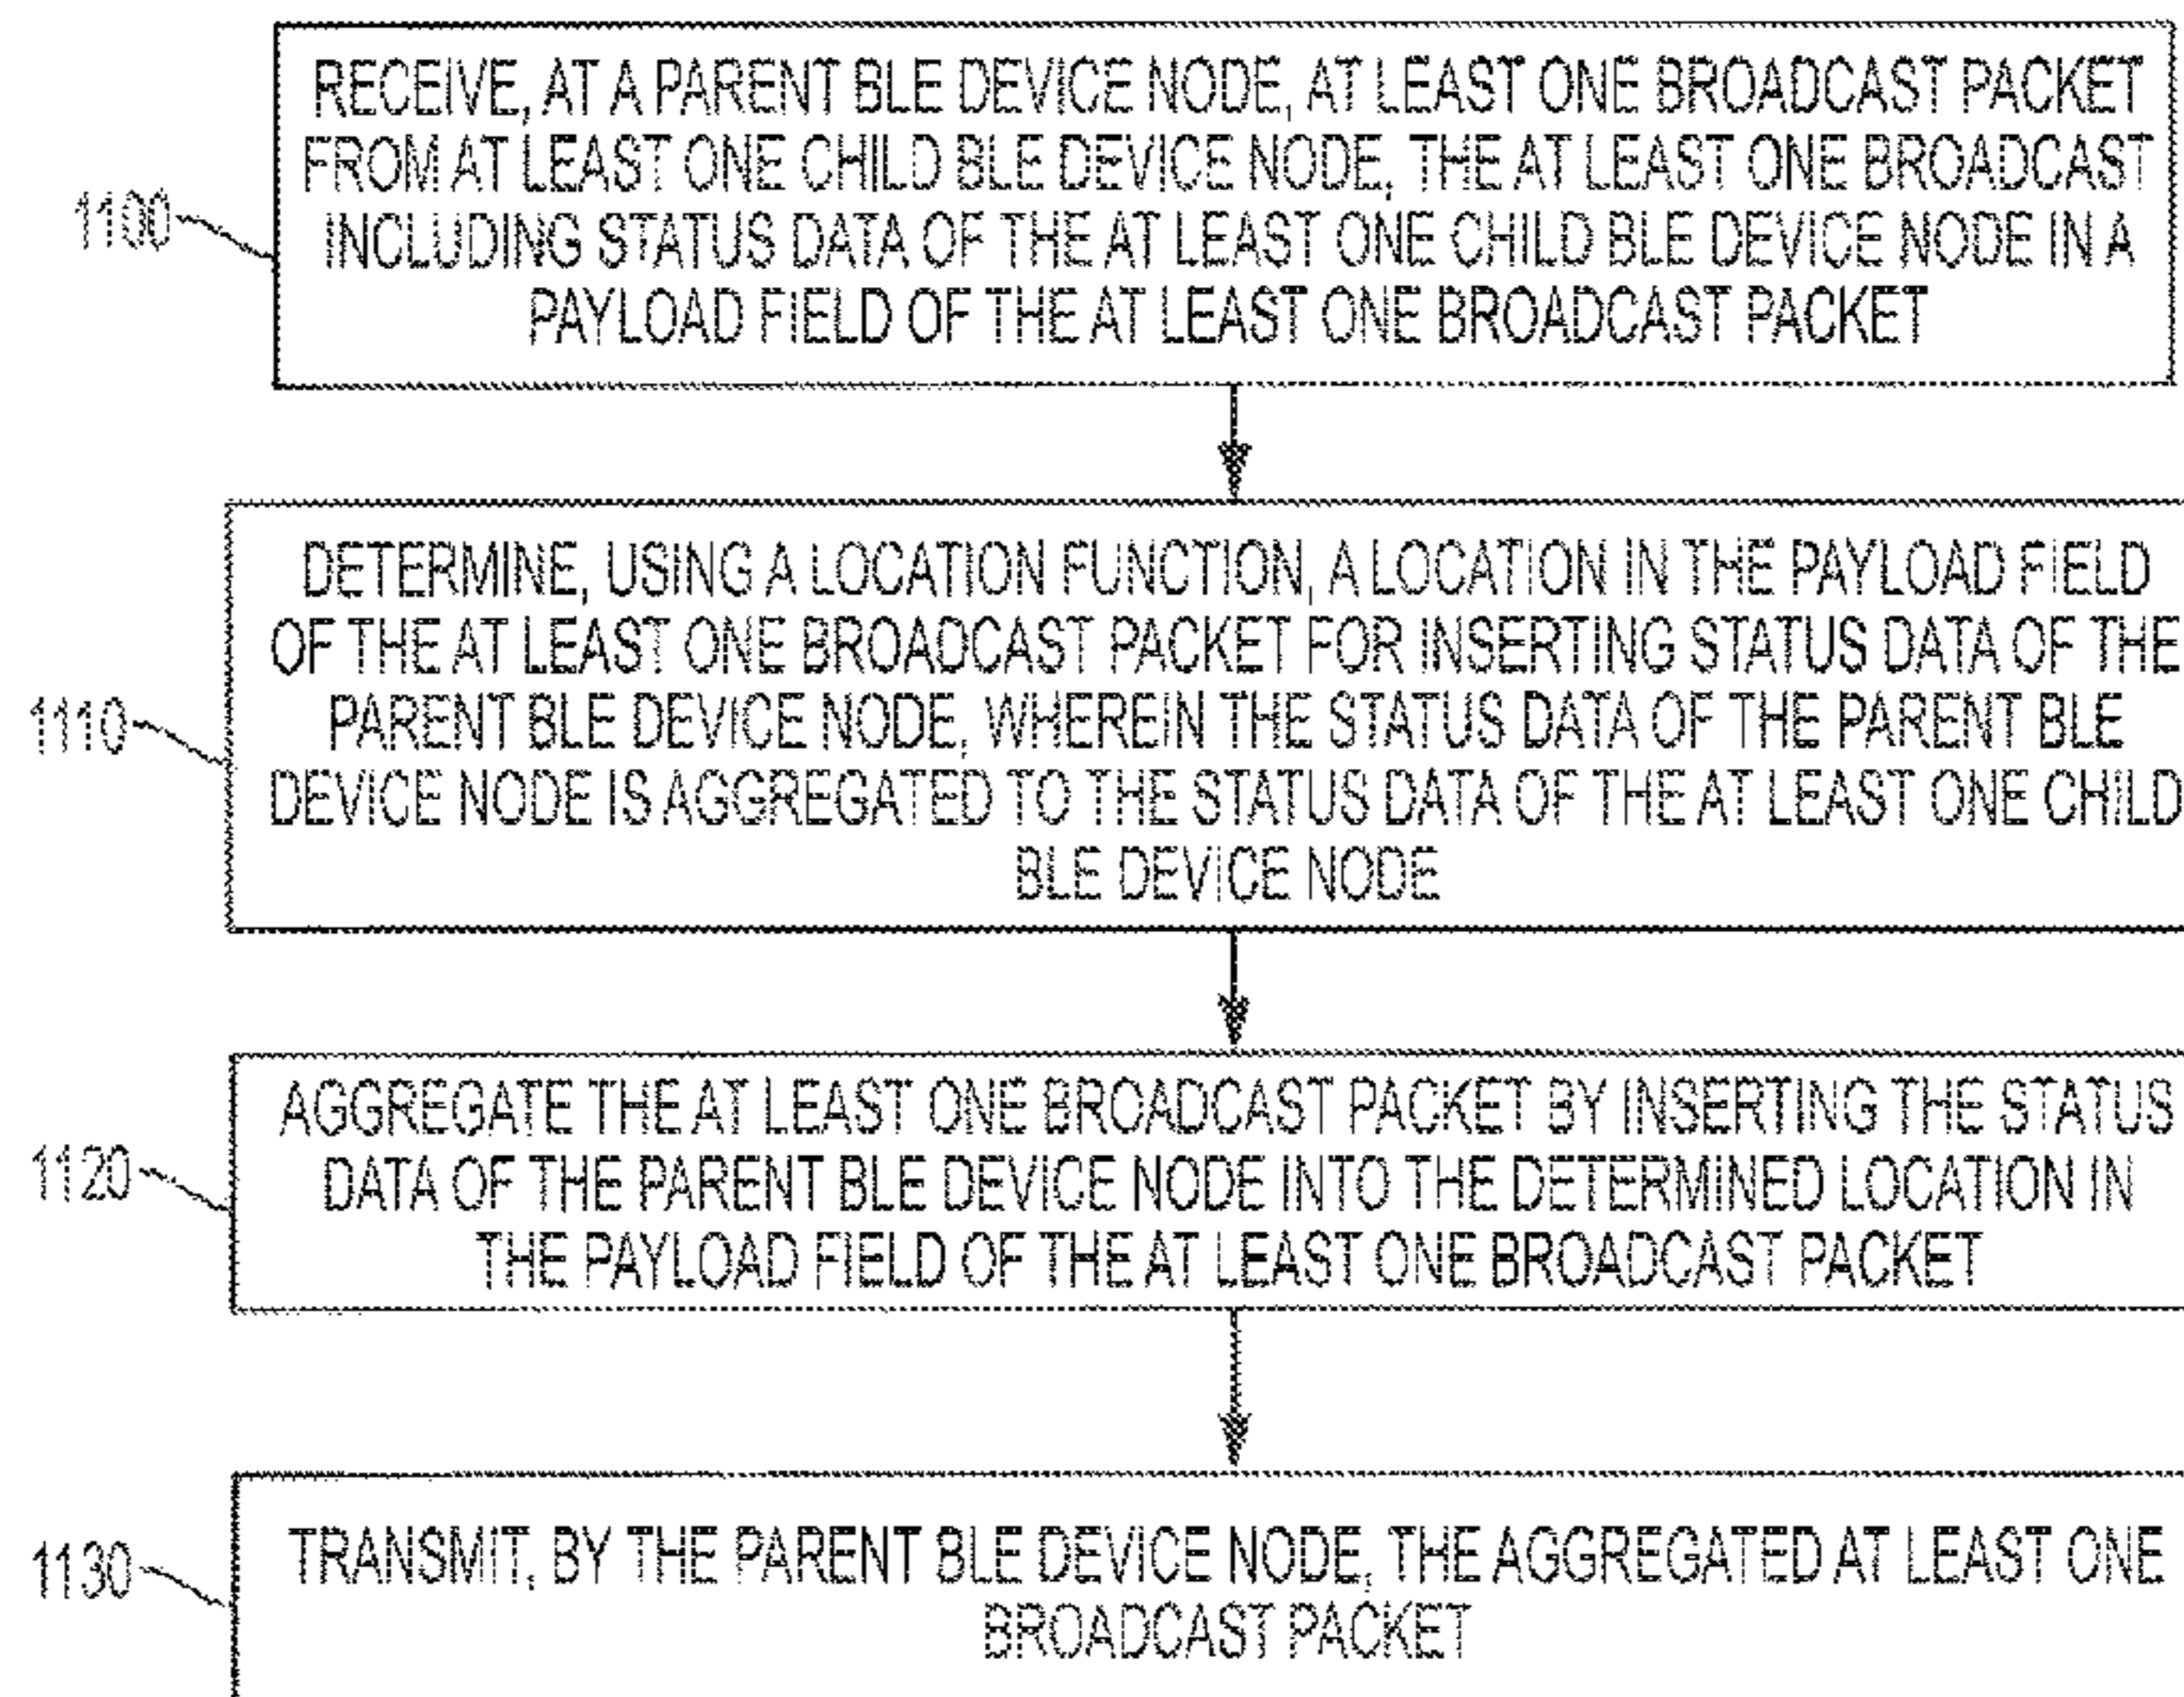 RECEIVE, AT A PARENT BLE DEVICE NODE, AT LEAST ONE BROADCAST PACKET
FROM AT LEAST ONE CHILD BLE DEVICE NODE, THE AT LEAST ONE BROADCAST
INCLUDING STATUS DATA OF THE AT LEAST ONE CHILD BLE DEVICE NODE IN A
PAYLOAD FIELD OF THE AT LEAST ONE BROADCAST PACKET
1100
DETERMINE, USING A LOCATION FUNCTION, A LOCATION IN THE PAYLOAD FIELD
OF THE AT LEAST ONE BROADCAST PACKET FOR INSERTING STATUS DATA OF THE
PARENT BLE DEVICE NODE, WHEREIN THE STATUS DATA OF THE PARENT BLE
DEVICE NODE IS AGGREGATED TO THE STATUS DATA OF THE AT LEAST ONE CHILD
BLE DEVICE NODE
1110
AGGREGATE THE AT LEAST ONE BROADCAST PACKET BY INSERTING THE STATUS
DATA OF THE PARENT BLE DEVICE NODE INTO THE DETERMINED LOCATION IN
THE PAYLOAD FIELD OF THE AT LEAST ONE BROADCAST PACKET
1120
TRANSMIT, BY THE PARENT BLE DEVICE NODE, THE AGGREGATED AT LEAST ONE
BROADCAST PACKET
1130